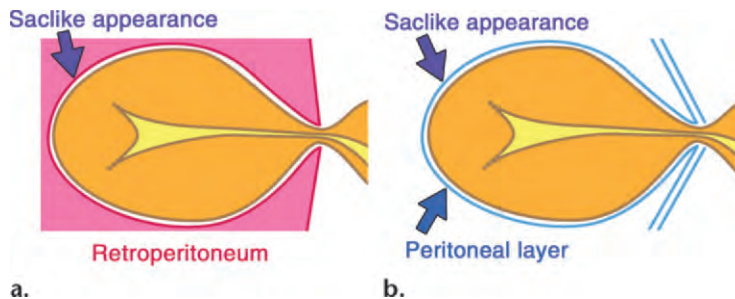 Saclike appearance
Saclike appearance
Retroperitoneum
Peritoneal layer
a.
b.